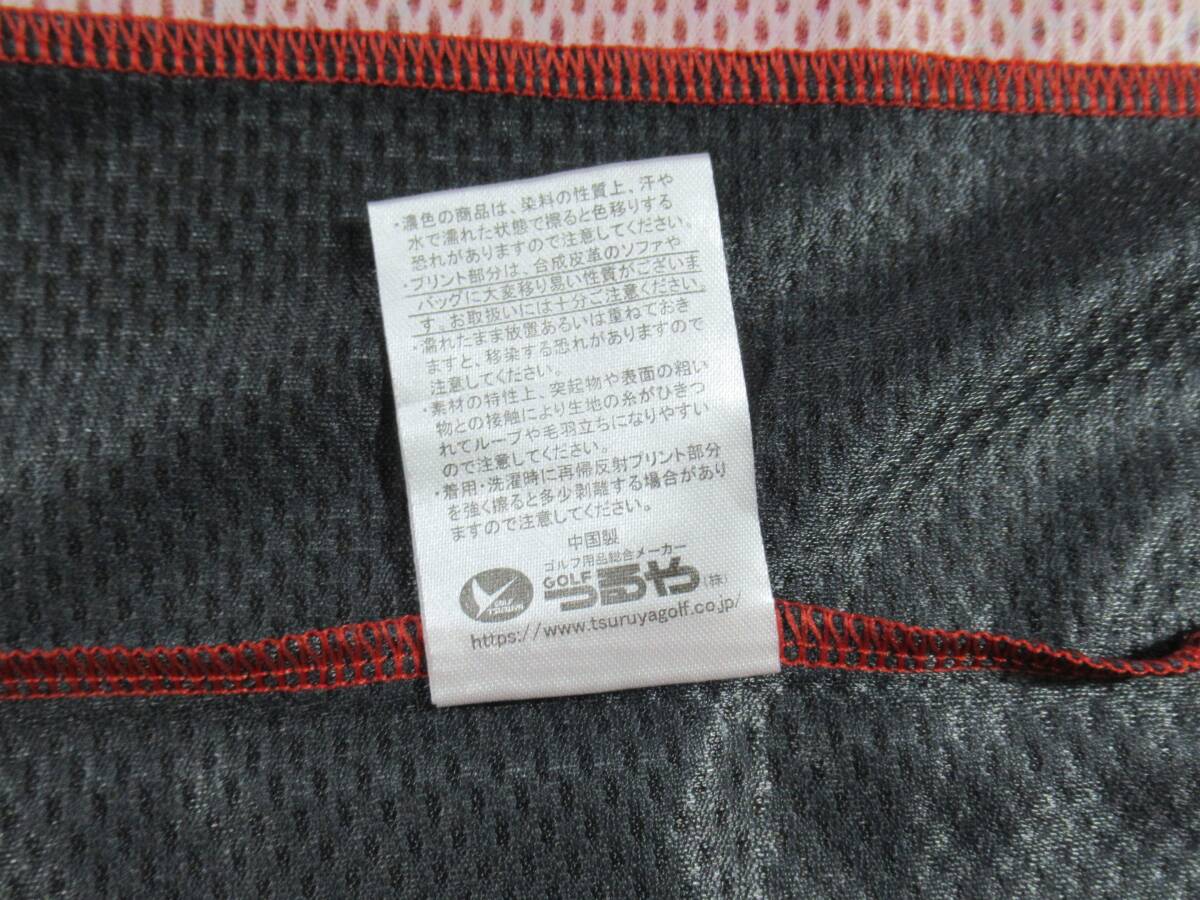 ・濃色の商品は、染料の性質上、汗や
水で濡れた状態で擦ると色移りする
恐れがありますので注意してください。
・プリント部分は、合成皮革のソファや
バッグに大変移り易い性質がございま
す。お取扱いには十分ご注意ください。
・濡れたまま放置あるいは重ねておき
ますと、移染する恐れがありますので
注意してください。
・素材の特性上、突起物や表面の粗い
物との接触により生地の糸がひきつ
れてループや毛羽立ちになりやすい
ので注意してください。
・着用・洗濯時に再帰反射プリント部分
を強く擦ると多少剥離する場合があり
ますので注意してください。
中国製
ゴルフ用品総合メーカー
GOLF
つるや(株)
GOLF
TSURUYA
https://www.tsuruyagolf.co.jp/